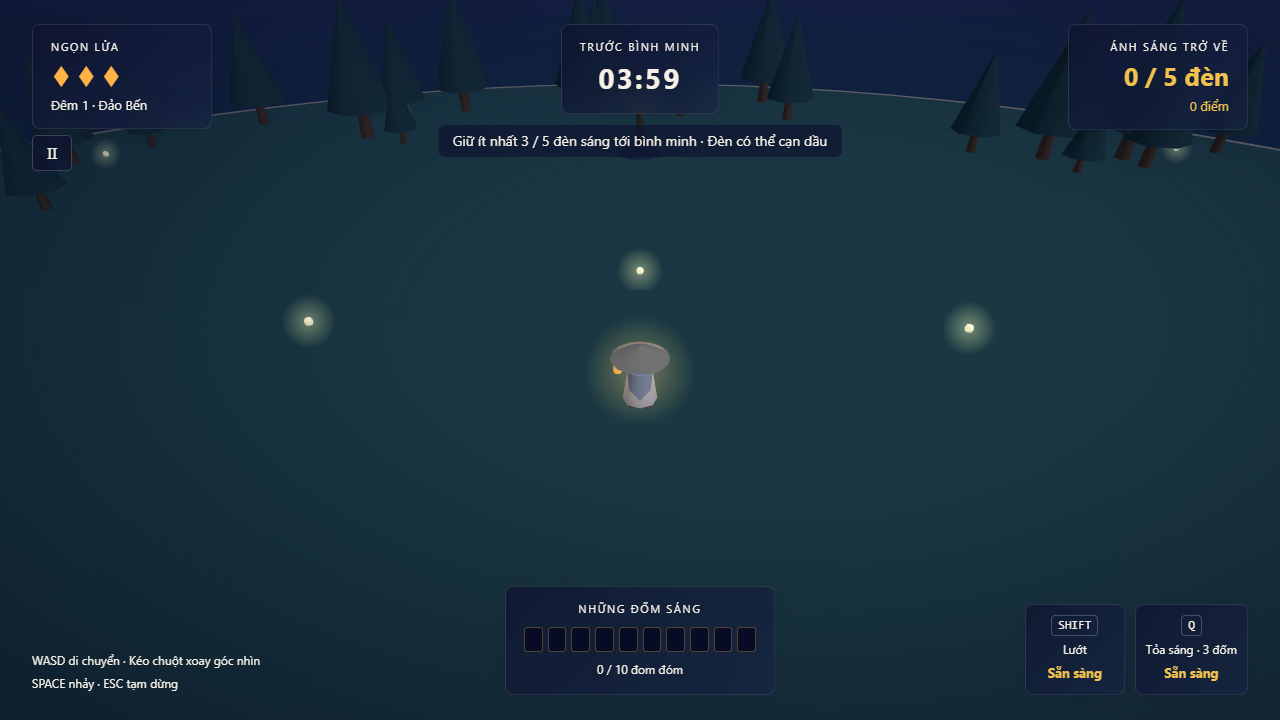 NGỌN LỬA
Đêm 1 · Đảo Bến
II
TRƯỚC BÌNH MINH
03:59
Giữ ít nhất 3 / 5 đèn sáng tới bình minh · Đèn có thể cạn dầu
ÁNH SÁNG TRỞ VỀ
0 / 5 đèn
0 điểm
WASD di chuyển · Kéo chuột xoay góc nhìn
SPACE nhảy · ESC tạm dừng
NHỮNG ĐỐM SÁNG
0 / 10 đom đóm
SHIFT
Lướt
Sẵn sàng
Q
Tỏa sáng · 3 đốm
Sẵn sàng